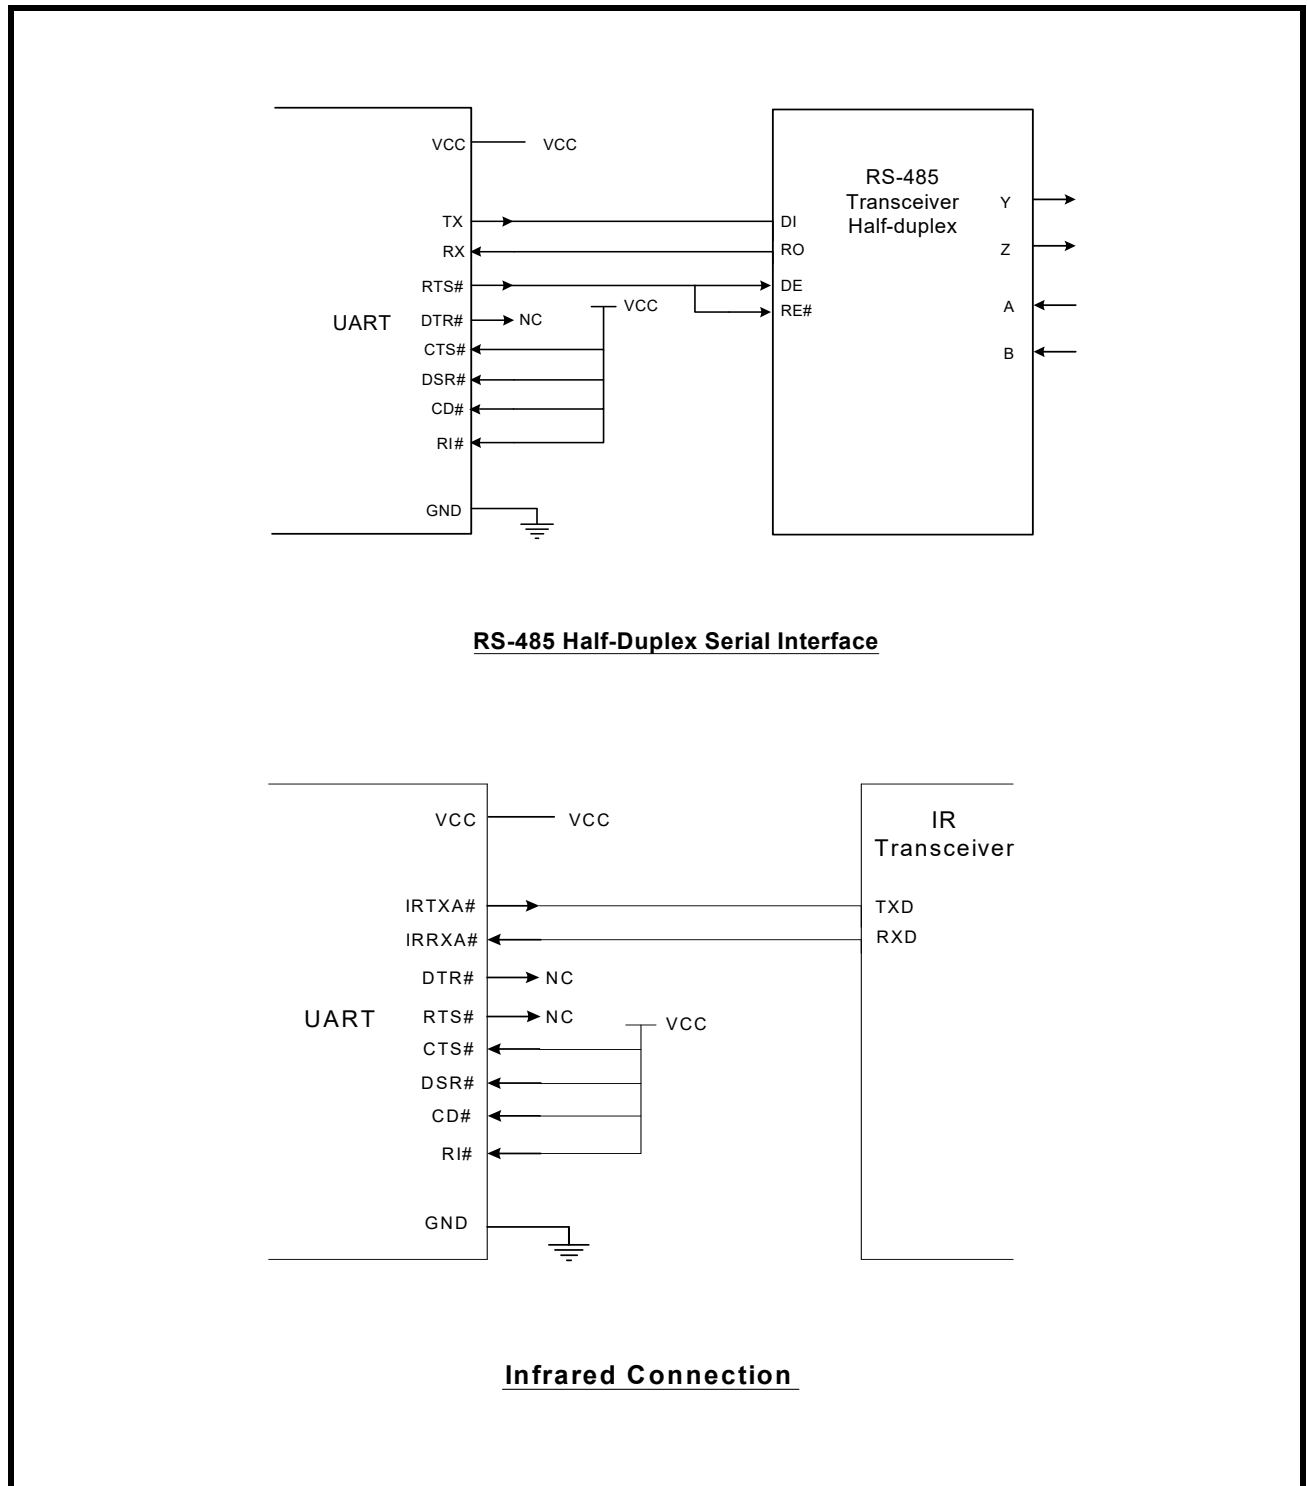 VCC VCC
RS-485
Transceiver
Half-duplex
Y
TX DI
RX RO Z
RTS# DE
VCC A
RE#
UART DTR# NC
CTS# B
DSR#
CD#
RI#
GND
RS-485 Half-Duplex Serial Interface
VCC VCC IR
Transceiver
IRTXA# TXD
IRRXA# RXD
DTR# NC
UART RTS# NC VCC
CTS#
DSR#
CD#
RI#
GND
Infrared Connection